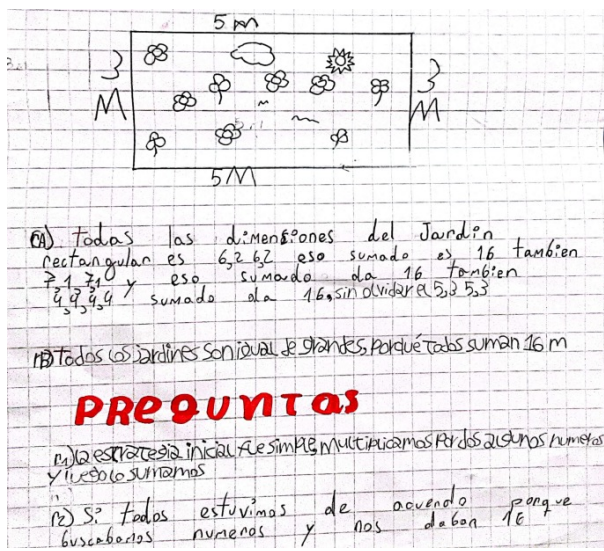 5 m
3 M
3 M
5 M
(A) todas las dimensiones del Jardin
rectangular es 6,2 6,2 eso sumado es 16 tambien
7,1 7,1 y eso sumado da 16 tambien
4,4,4,4 sumado da 16, sin olvidar el 5,3 5,3
(B) todos los jardines son igual de grandes, porqué todos suman 16 m
PREGUNTAS
(1) la estrategia inicial fue simple, multiplicamos por dos algunos numeros
y luego lo sumamos
(2) Si todos estuvimos de acuendo porque
buscabamos numeros y nos daban 16